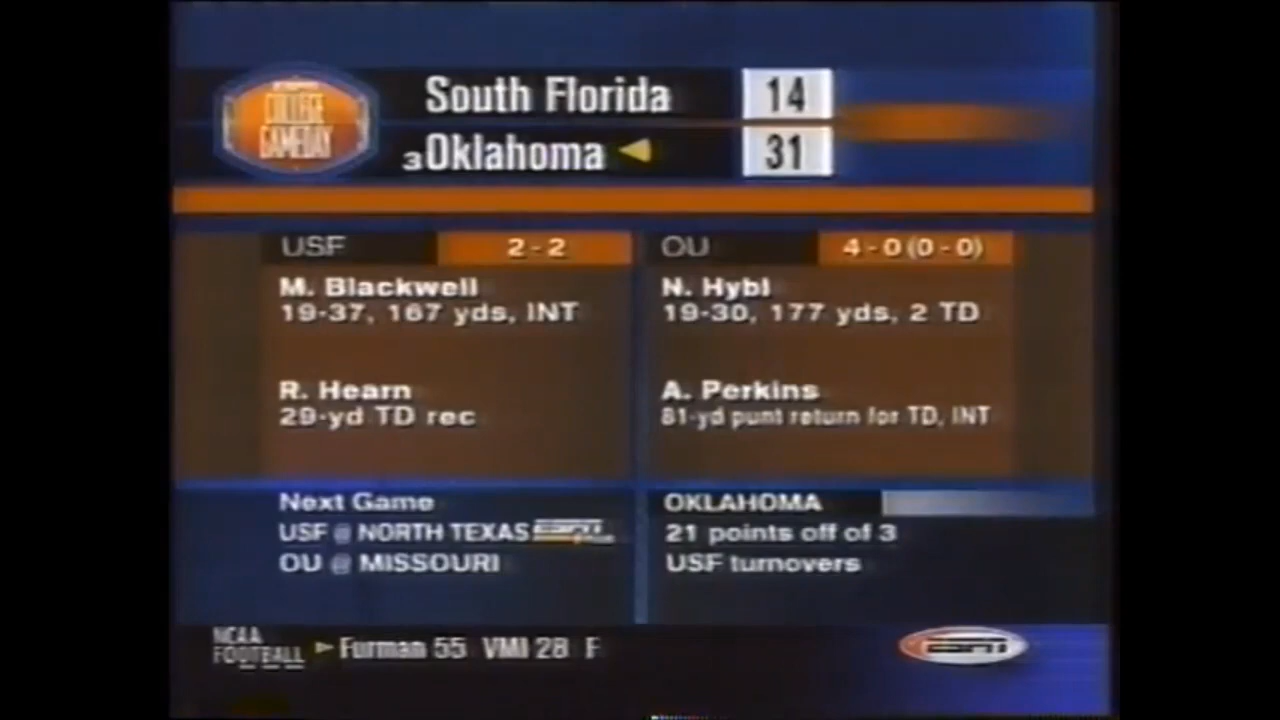 COLLEGE
GAMEDAY
South Florida 14
3 Oklahoma 31
USF 2 - 2
OU 4 - 0 (0 - 0)
M. Blackwell
19-37, 167 yds, INT
N. Hybl
19-30, 177 yds, 2 TD
R. Hearn
29-yd TD rec
A. Perkins
81-yd punt return for TD, INT
Next Game
USF @ NORTH TEXAS
OU @ MISSOURI
OKLAHOMA
21 points off of 3
USF turnovers
NCAA
FOOTBALL
Furman 55 VMI 28 F
ESPN